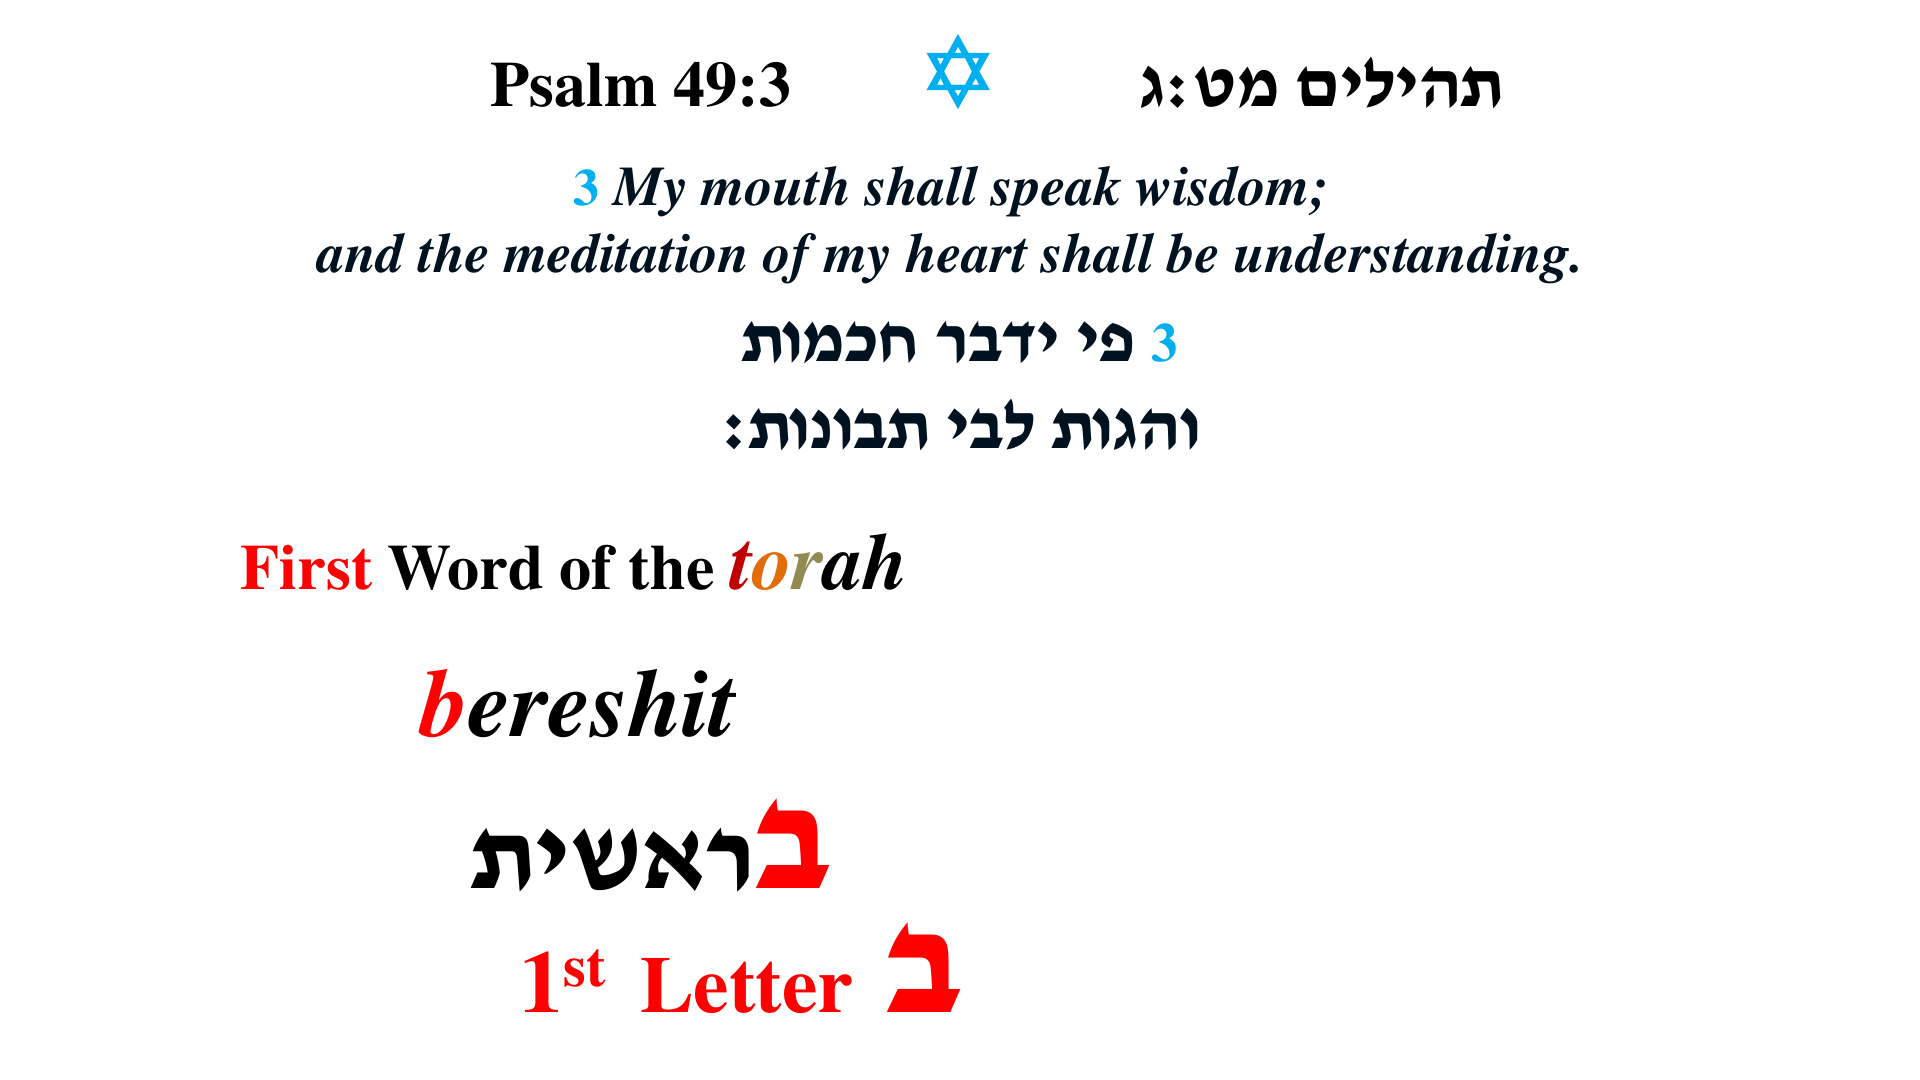 Psalm 49:3 ✡ תהילים מט:ג
3 My mouth shall speak wisdom;
and the meditation of my heart shall be understanding.
3 פי ידבר חכמות
והגות לבי תבונות:
First Word of the torah
bereshit
בראשית
1st Letter ב